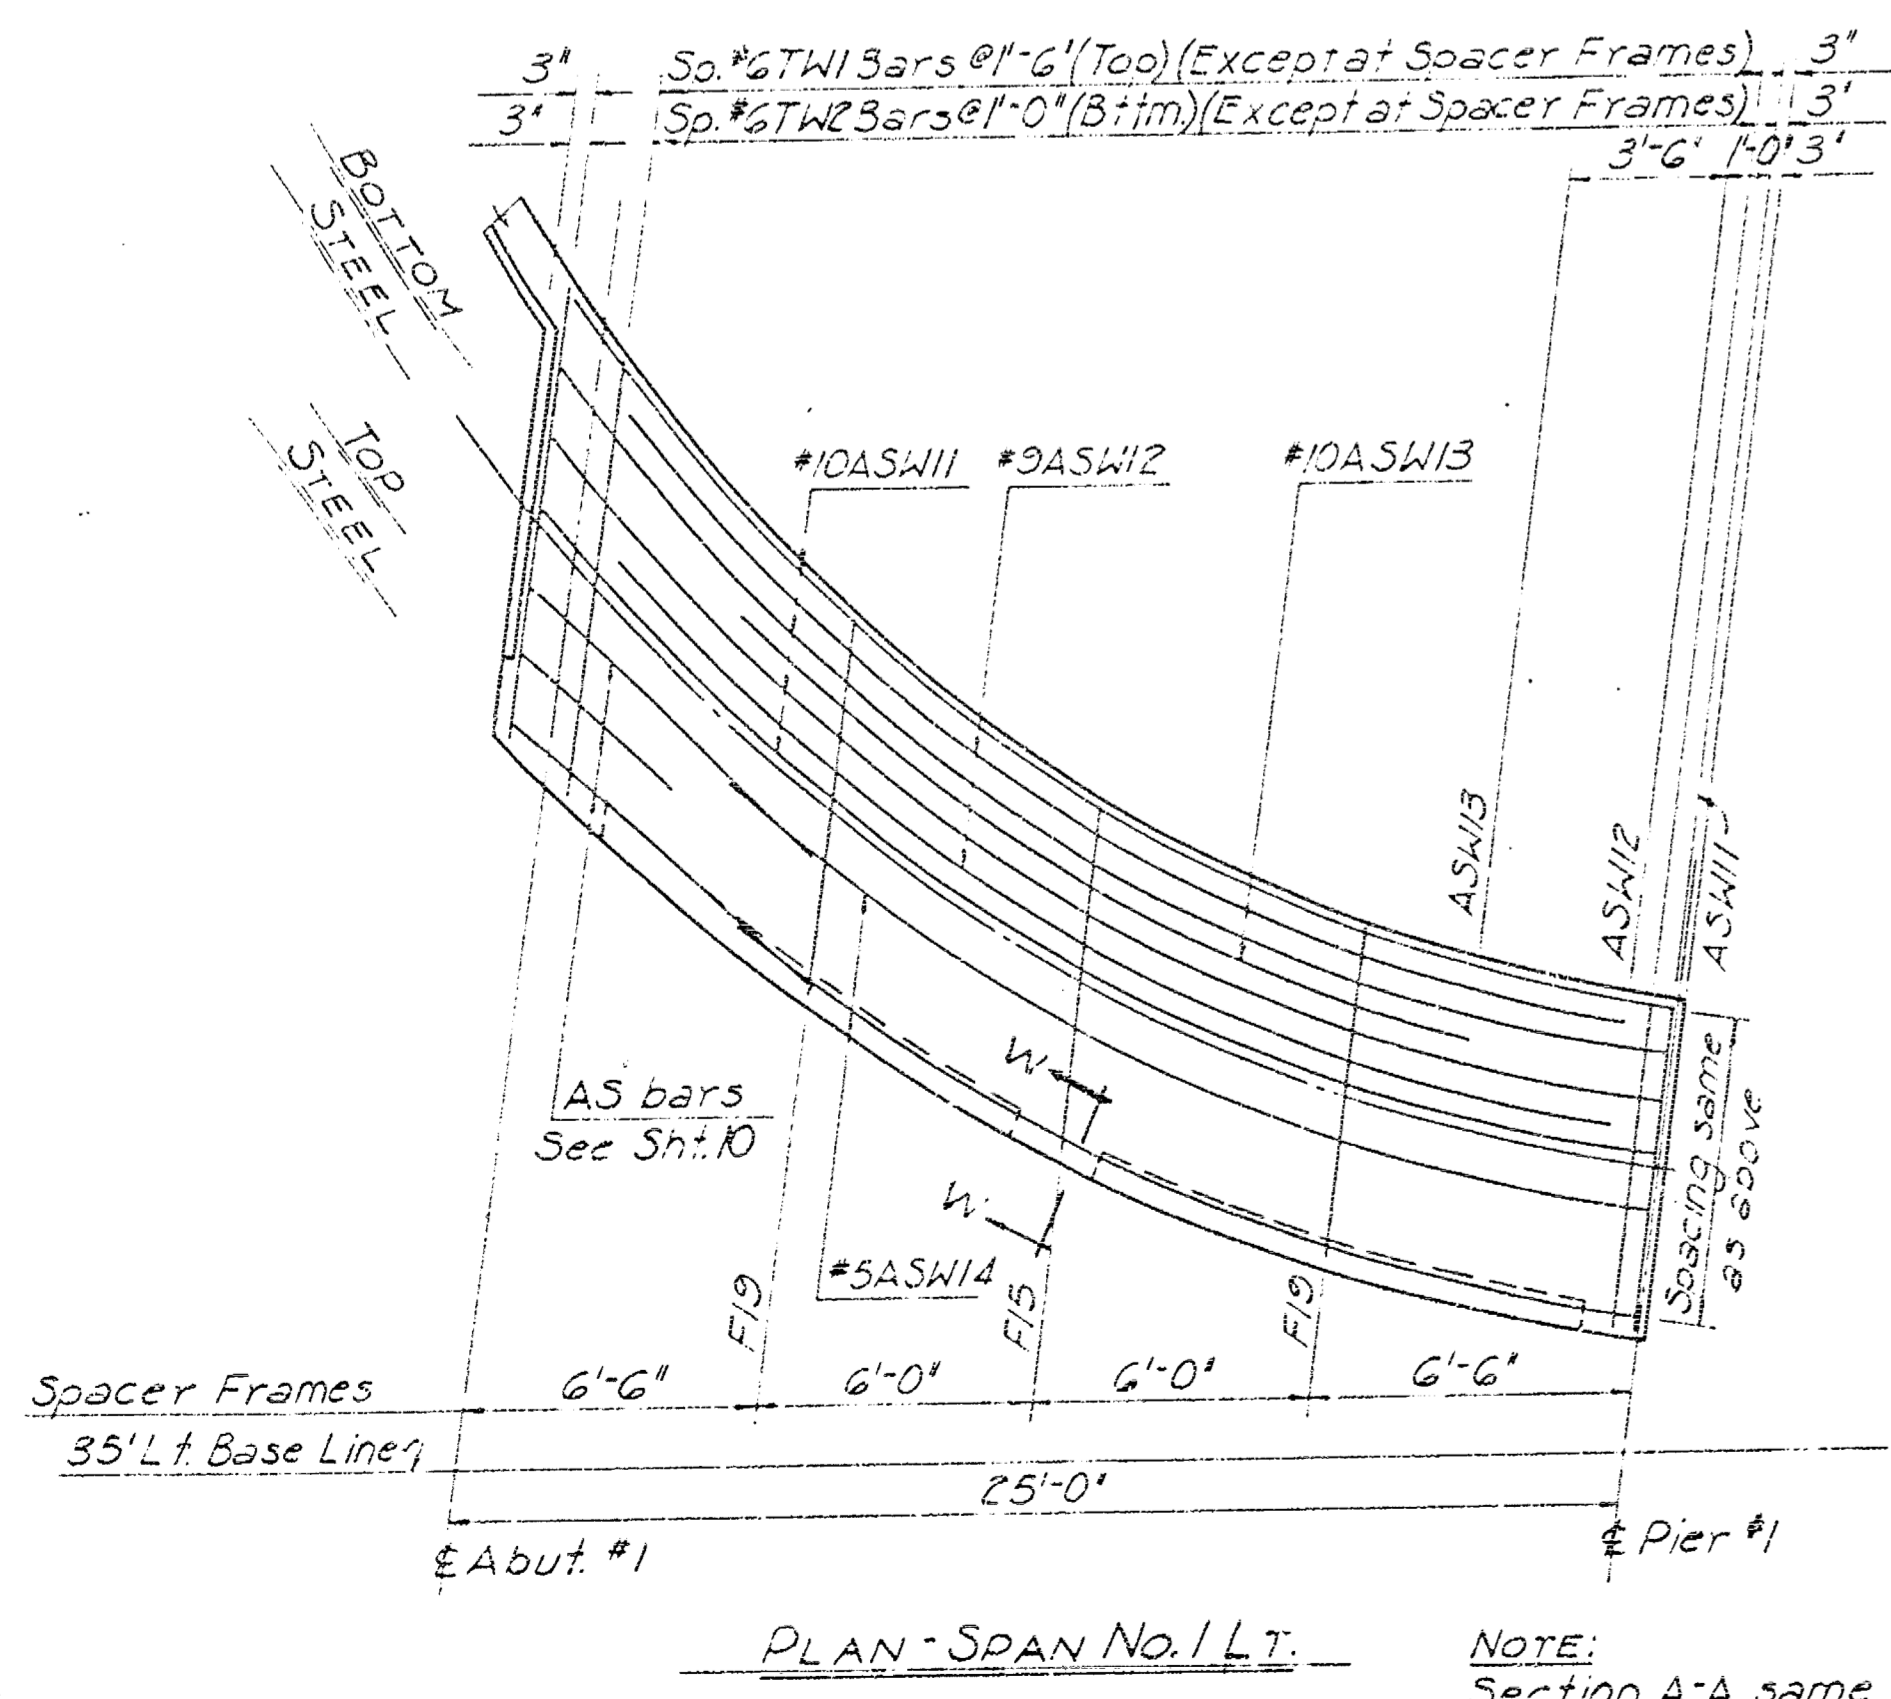 3" Sp. #6TW1 Bars @ 1'-6" (Top) (Except at Spacer Frames) 3"
3" Sp. #6TW2 Bars @ 1'-0" (Bttm.) (Except at Spacer Frames) 3"
3'-6" 1'-0" 3"
BOTTOM
STEEL
TOP
STEEL
#10ASW11 #9ASW12 #10ASW13
ASW13
ASW12
ASW11
Spacing same
as above
W
W
AS bars
See Sht. 10
#5ASW14
F19
F15
F19
Spacer Frames 6'-6" 6'-0" 6'-0" 6'-6"
35' Lt. Base Line
25'-0"
℄ Abut. #1
℄ Pier #1
PLAN - SPAN NO. 1 LT.
NOTE:
Section A-A same